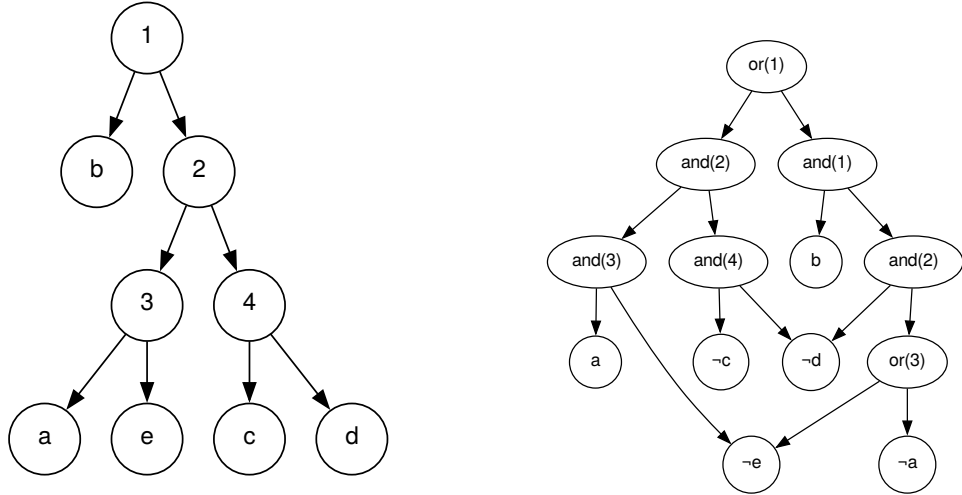 1
b
2
3
4
a
e
c
d
or(1)
and(2)
and(1)
and(3)
and(4)
b
and(2)
a
¬c
¬d
or(3)
¬e
¬a